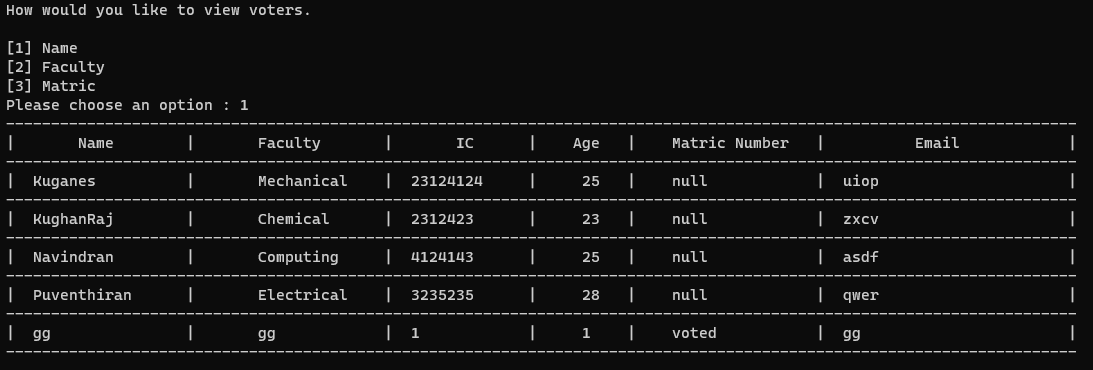 How would you like to view voters.
[1] Name
[2] Faculty
[3] Matric
Please choose an option : 1
| Name | Faculty | IC | Age | Matric Number | Email |
| Kuganes | Mechanical | 23124124 | 25 | null | uiop |
| KughanRaj | Chemical | 2312423 | 23 | null | zxcv |
| Navindran | Computing | 4124143 | 25 | null | asdf |
| Puventhiran | Electrical | 3235235 | 28 | null | qwer |
| gg | gg | 1 | 1 | voted | gg |